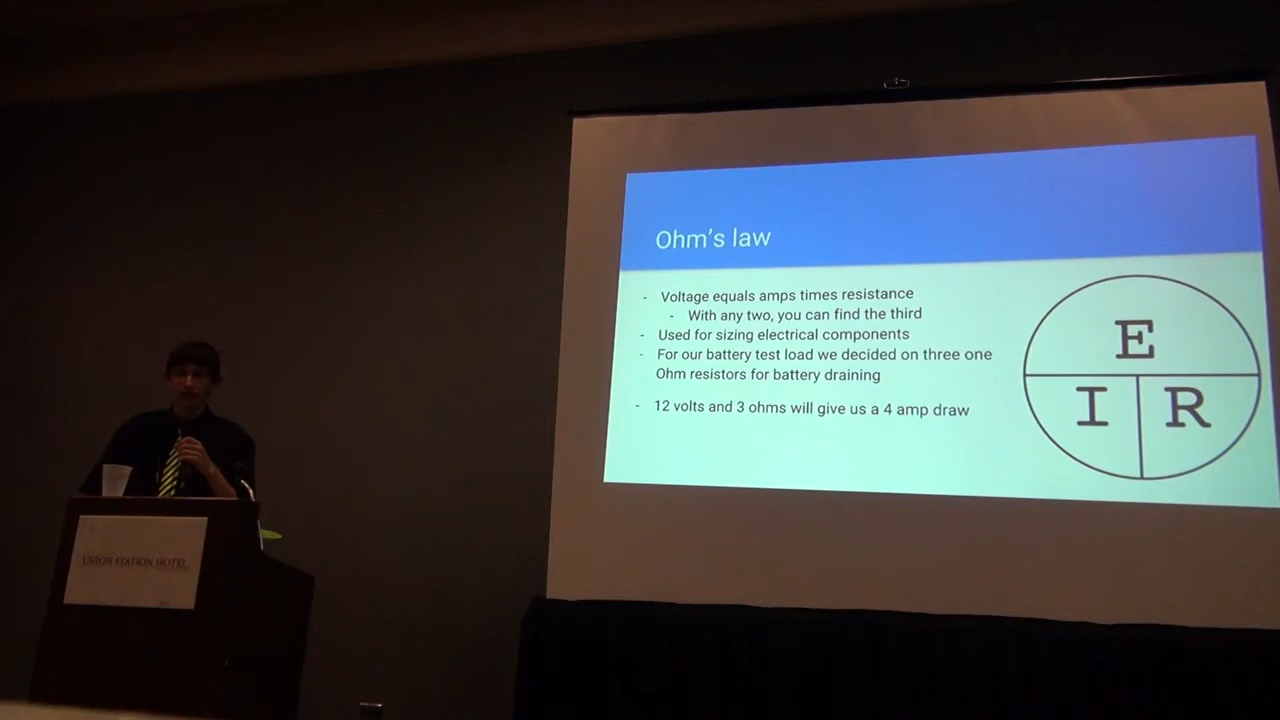 Ohm's law
- Voltage equals amps times resistance
- With any two, you can find the third
- Used for sizing electrical components
- For our battery test load we decided on three one
Ohm resistors for battery draining
- 12 volts and 3 ohms will give us a 4 amp draw
E
I R
UNION STATION HOTEL